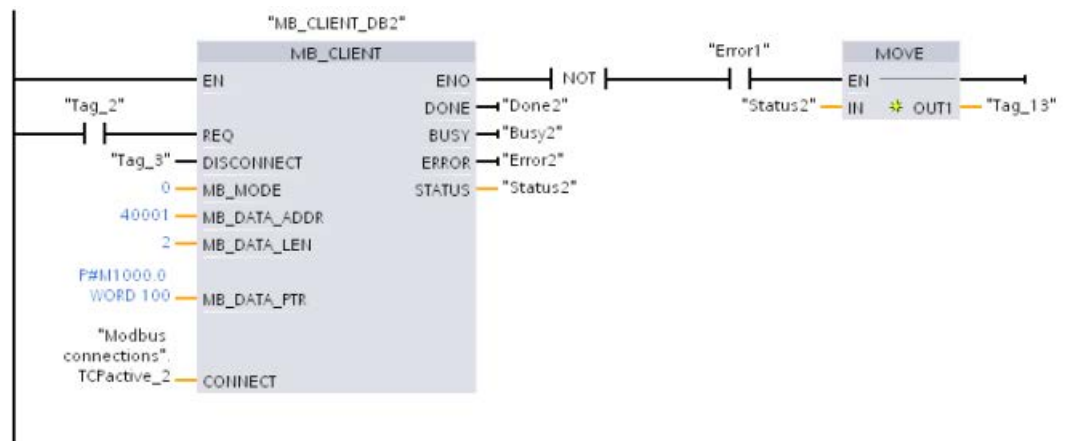 "MB_CLIENT_DB2"
MB_CLIENT
"Error1"
MOVE
EN
ENO
NOT
EN
"Tag_2"
DONE
"Done2"
"Status2"
IN
OUT1
"Tag_13"
REQ
BUSY
"Busy2"
"Tag_3"
DISCONNECT
ERROR
"Error2"
0
MB_MODE
STATUS
"Status2"
40001
MB_DATA_ADDR
2
MB_DATA_LEN
P#M1000.0
WORD 100
MB_DATA_PTR
"Modbus
connections".
TCPactive_2
CONNECT